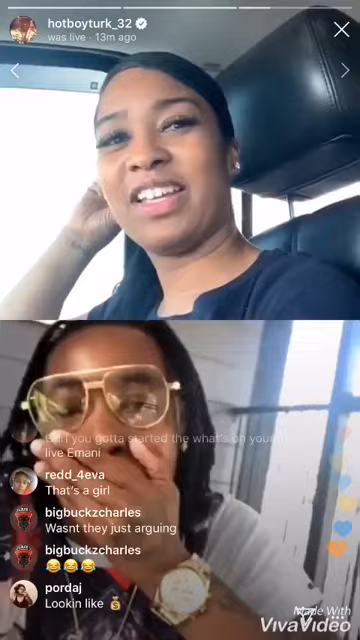 hotboyturk_32
was live · 13m ago
you gotta started the what's on your
live Emani
redd_4eva
That's a girl
bigbuckzcharles
Wasnt they just arguing
bigbuckzcharles
😂😂😂
pordaj
Lookin like 💰
Made With
VivaVideo